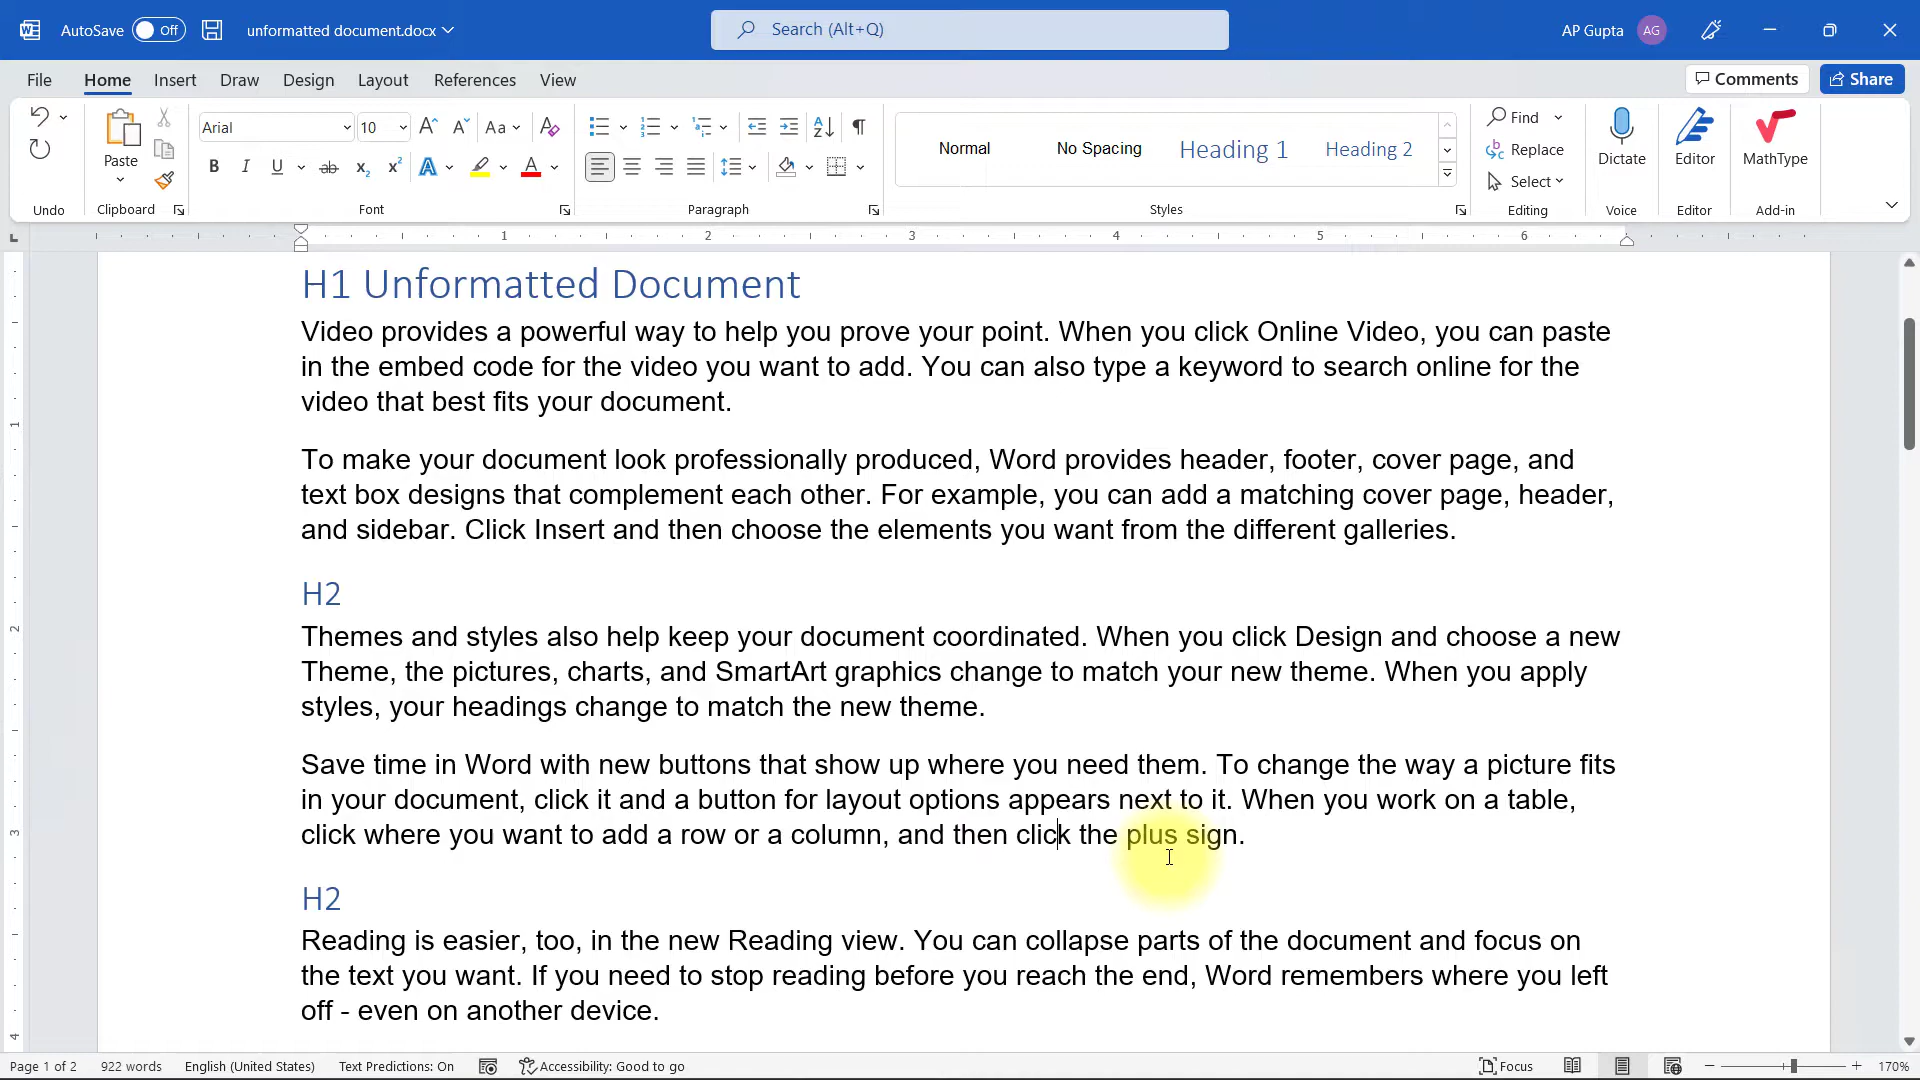 AutoSave Off unformatted document.docx Search (Alt+Q) AP Gupta AG
File Home Insert Draw Design Layout References View Comments Share
Arial 10 Aa
Paste
B I U ab x₂ x² A A
Normal No Spacing Heading 1 Heading 2
Find
Replace
Select
Dictate Editor MathType
Undo Clipboard Font Paragraph Styles Editing Voice Editor Add-in
1 2 3 4 5 6
H1 Unformatted Document
Video provides a powerful way to help you prove your point. When you click Online Video, you can paste
in the embed code for the video you want to add. You can also type a keyword to search online for the
video that best fits your document.
To make your document look professionally produced, Word provides header, footer, cover page, and
text box designs that complement each other. For example, you can add a matching cover page, header,
and sidebar. Click Insert and then choose the elements you want from the different galleries.
H2
Themes and styles also help keep your document coordinated. When you click Design and choose a new
Theme, the pictures, charts, and SmartArt graphics change to match your new theme. When you apply
styles, your headings change to match the new theme.
Save time in Word with new buttons that show up where you need them. To change the way a picture fits
in your document, click it and a button for layout options appears next to it. When you work on a table,
click where you want to add a row or a column, and then click the plus sign.
H2
Reading is easier, too, in the new Reading view. You can collapse parts of the document and focus on
the text you want. If you need to stop reading before you reach the end, Word remembers where you left
off - even on another device.
1
2
3
4
Page 1 of 2 922 words English (United States) Text Predictions: On Accessibility: Good to go Focus 170%